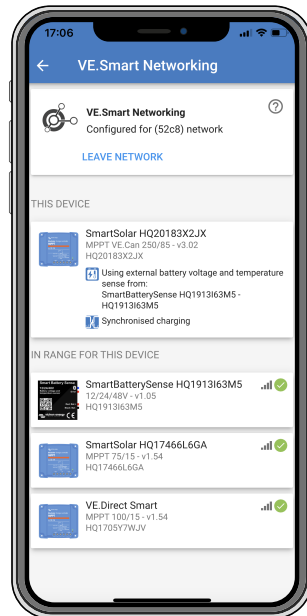 17:06
VE.Smart Networking
VE.Smart Networking
Configured for (52c8) network
LEAVE NETWORK
THIS DEVICE
SmartSolar HQ20183X2JX
MPPT VE.Can 250/85 - v3.02
HQ20183X2JX
Using external battery voltage and temperature
sense from:
SmartBatterySense HQ1913I63M5 -
HQ1913I63M5
Synchronised charging
IN RANGE FOR THIS DEVICE
Smart Battery Sense
SmartBatterySense HQ1913I63M5
12/24/48V - v1.05
HQ1913I63M5
SmartSolar HQ17466L6GA
MPPT 75/15 - v1.54
HQ17466L6GA
VE.Direct Smart
MPPT 100/15 - v1.54
HQ1705Y7WJV